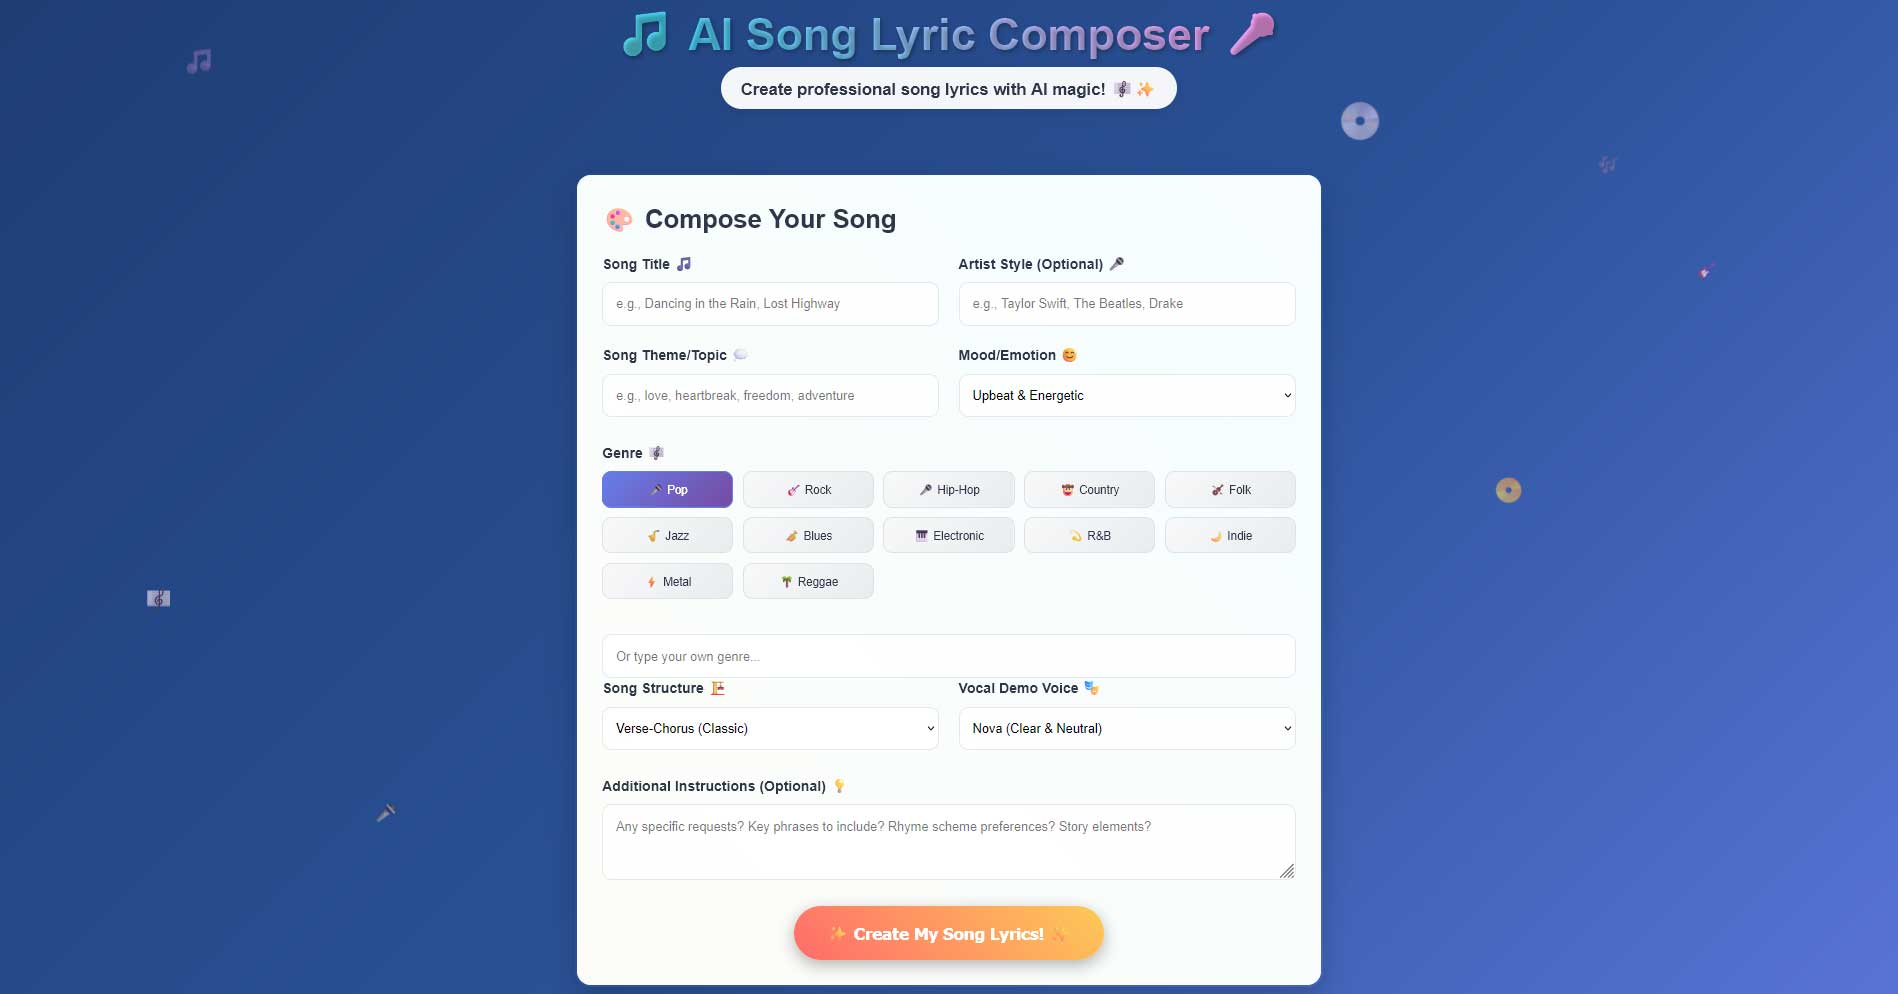 AI Song Lyric Composer
Create professional song lyrics with AI magic!
Compose Your Song
Song Title
Artist Style (Optional)
e.g., Dancing in the Rain, Lost Highway
e.g., Taylor Swift, The Beatles, Drake
Song Theme/Topic
Mood/Emotion
e.g., love, heartbreak, freedom, adventure
Upbeat & Energetic
Genre
Pop
Rock
Hip-Hop
Country
Folk
Jazz
Blues
Electronic
R&B
Indie
Metal
Reggae
Or type your own genre...
Song Structure
Vocal Demo Voice
Verse-Chorus (Classic)
Nova (Clear & Neutral)
Additional Instructions (Optional)
Any specific requests? Key phrases to include? Rhyme scheme preferences? Story elements?
Create My Song Lyrics!